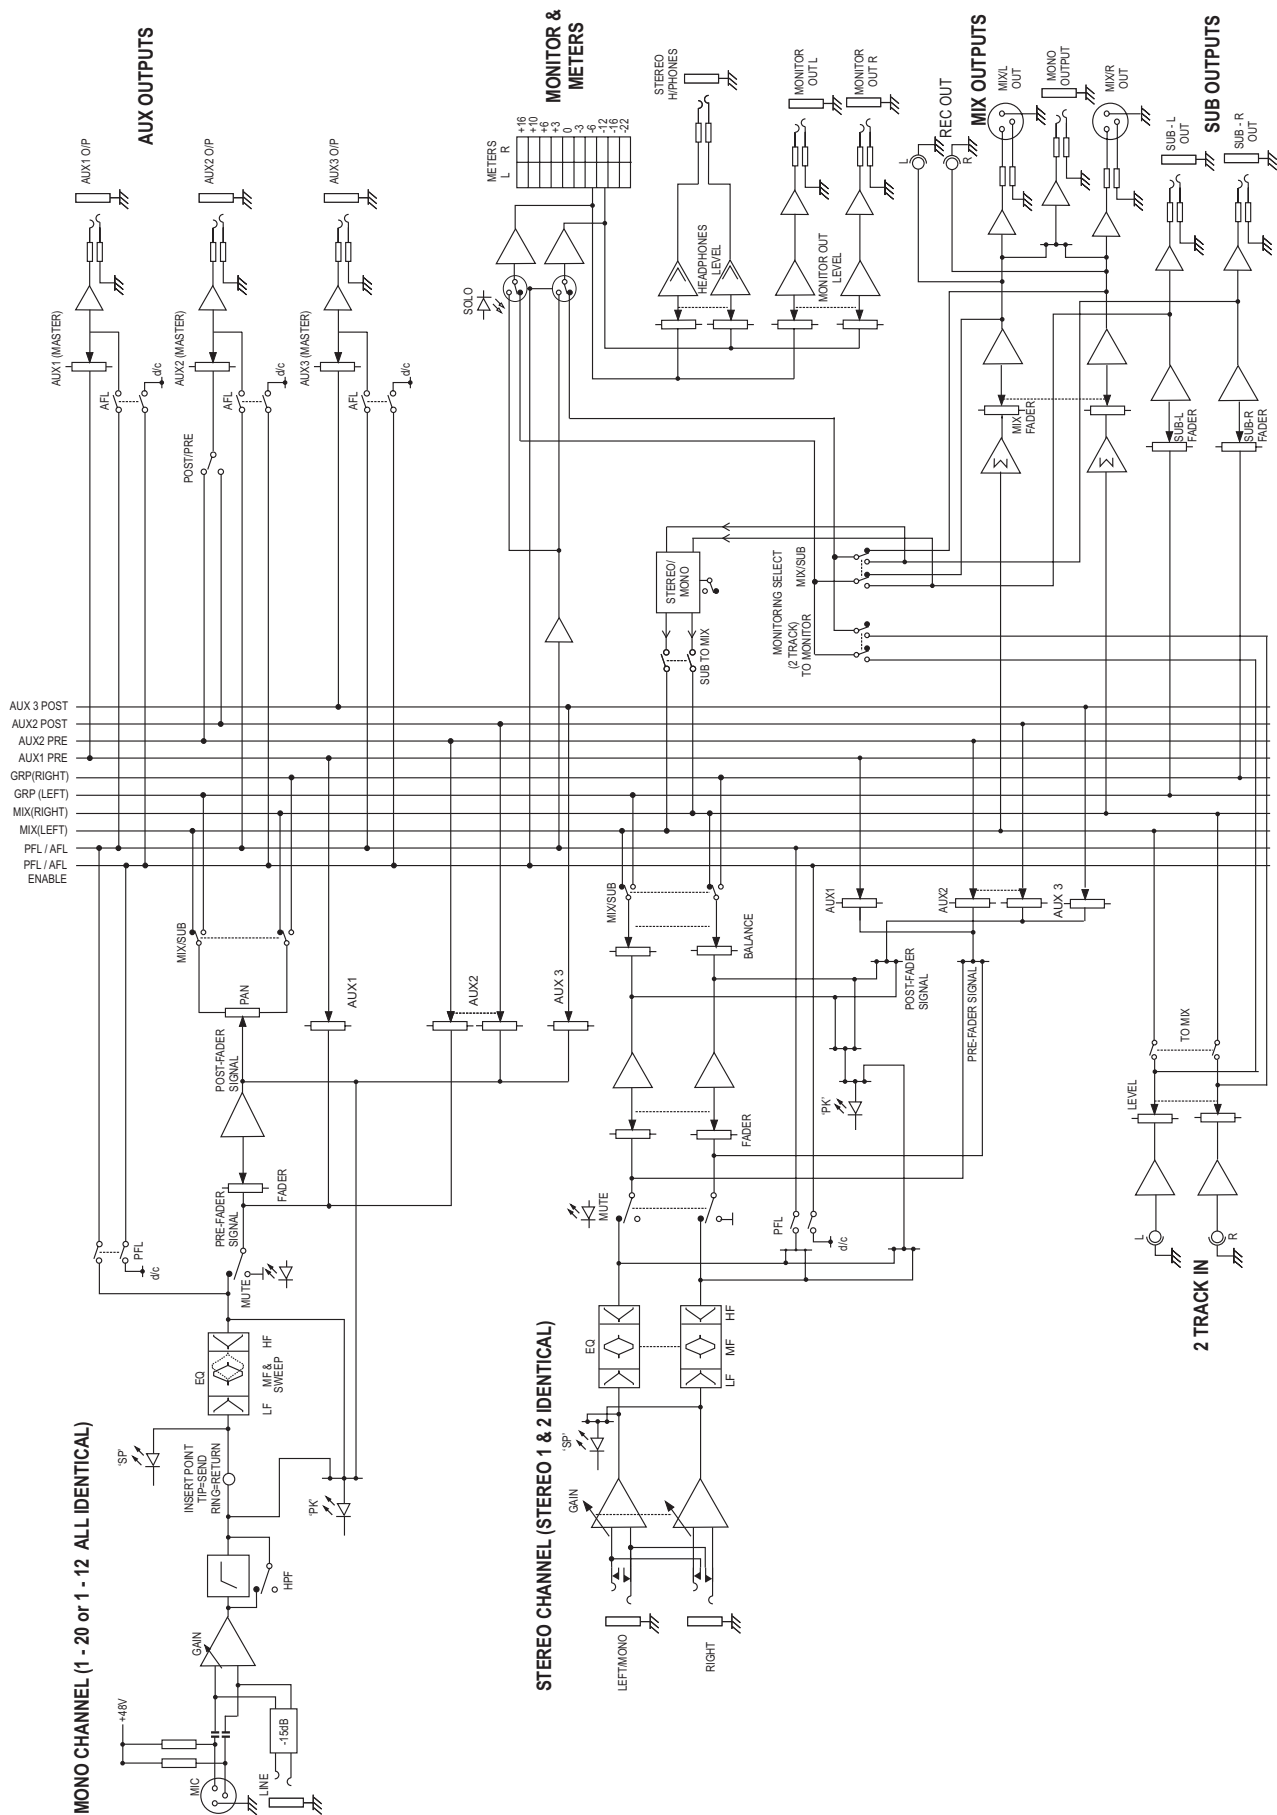 AUX OUTPUTS
AUX1 O/P
AUX2 O/P
AUX3 O/P
AUX1 (MASTER)
AUX2 (MASTER)
AUX3 (MASTER)
AFL
d/c
AFL
d/c
AFL
d/c
POST/PRE
MONITOR &
METERS
METERS
L R
+16
+10
+6
+3
0
-3
-6
-12
-16
-22
SOLO
STEREO
H/PHONES
HEADPHONES
LEVEL
MONITOR
OUT L
MONITOR
OUT R
MONITOR OUT
LEVEL
REC OUT
L
R
MIX OUTPUTS
MIX/L
OUT
MONO
OUTPUT
MIX/R
OUT
SUB OUTPUTS
SUB - L
OUT
SUB - R
OUT
MIX
FADER
Σ
Σ
SUB-L
FADER
SUB-R
FADER
STEREO/
MONO
SUB TO MIX
MONITORING SELECT
MIX/SUB
(2 TRACK)
TO MONITOR
AUX 3 POST
AUX2 POST
AUX2 PRE
AUX1 PRE
GRP(RIGHT)
GRP (LEFT)
MIX(RIGHT)
MIX(LEFT)
PFL / AFL
PFL / AFL
ENABLE
MONO CHANNEL (1 - 20 or 1 - 12 ALL IDENTICAL)
+48V
MIC
LINE
-15dB
GAIN
HPF
INSERT POINT
TIP=SEND
RING=RETURN
'SP'
'PK'
EQ
LF
MF &
SWEEP
HF
MUTE
PFL
d/c
PRE-FADER
SIGNAL
FADER
POST-FADER
SIGNAL
PAN
MIX/SUB
AUX1
AUX2
AUX 3
STEREO CHANNEL (STEREO 1 & 2 IDENTICAL)
LEFT/MONO
RIGHT
GAIN
'SP'
EQ
LF
MF
HF
MUTE
PFL
d/c
FADER
'PK'
BALANCE
MIX/SUB
POST-FADER
SIGNAL
PRE-FADER SIGNAL
AUX1
AUX2
AUX 3
2 TRACK IN
L
R
LEVEL
TO MIX